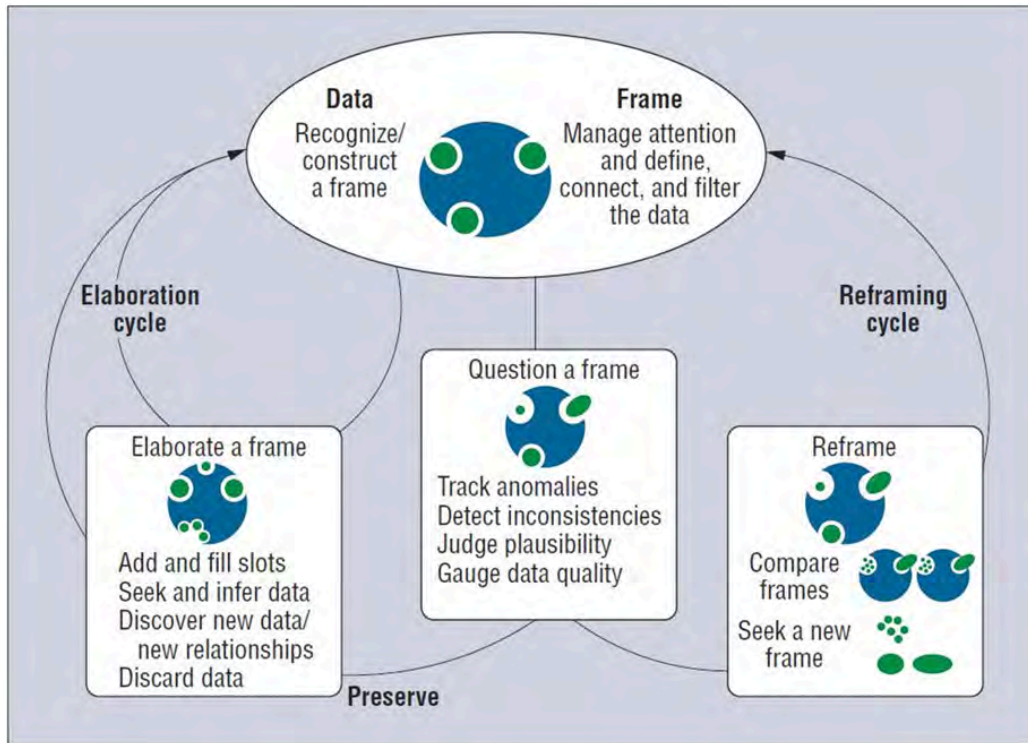 Data
Recognize/
construct
a frame
Frame
Manage attention
and define,
connect, and filter
the data
Elaboration
cycle
Reframing
cycle
Question a frame
Track anomalies
Detect inconsistencies
Judge plausibility
Gauge data quality
Elaborate a frame
Add and fill slots
Seek and infer data
Discover new data/
new relationships
Discard data
Reframe
Compare
frames
Seek a new
frame
Preserve